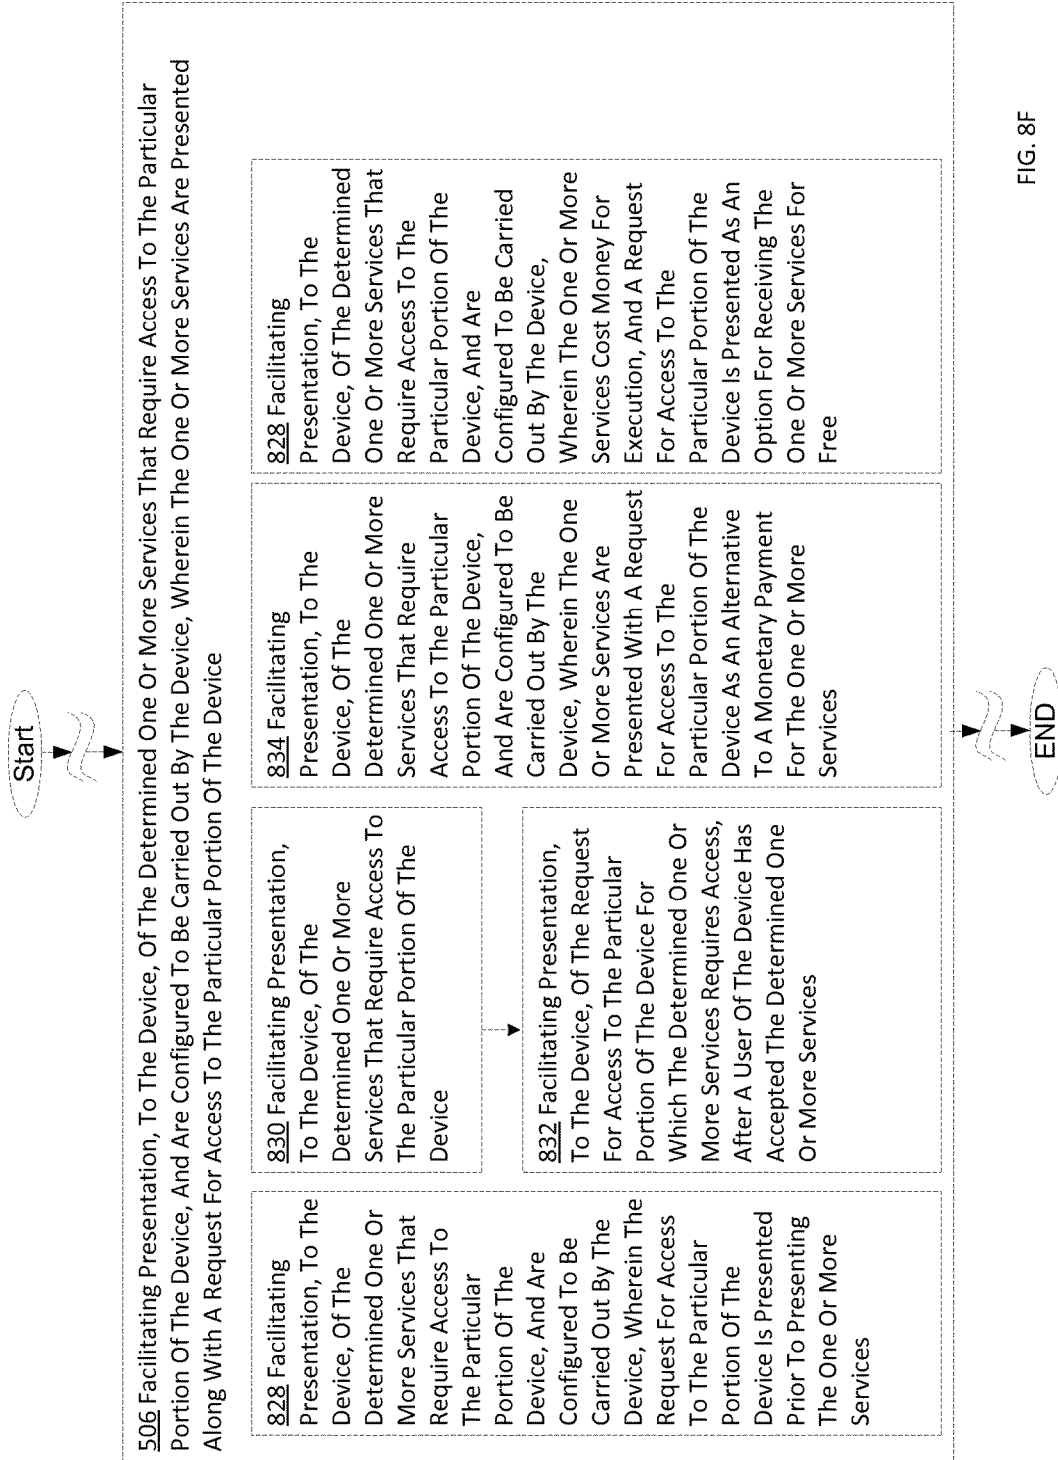 Start
506 Facilitating Presentation, To The Device, Of The Determined One Or More Services That Require Access To The Particular
Portion Of The Device, And Are Configured To Be Carried Out By The Device, Wherein The One Or More Services Are Presented
Along With A Request For Access To The Particular Portion Of The Device
828 Facilitating
Presentation, To The
Device, Of The
Determined One Or
More Services That
Require Access To
The Particular
Portion Of The
Device, And Are
Configured To Be
Carried Out By The
Device, Wherein The
Request For Access
To The Particular
Portion Of The
Device Is Presented
Prior To Presenting
The One Or More
Services
830 Facilitating Presentation,
To The Device, Of The
Determined One Or More
Services That Require Access To
The Particular Portion Of The
Device
832 Facilitating Presentation,
To The Device, Of The Request
For Access To The Particular
Portion Of The Device For
Which The Determined One Or
More Services Requires Access,
After A User Of The Device Has
Accepted The Determined One
Or More Services
834 Facilitating
Presentation, To The
Device, Of The
Determined One Or More
Services That Require
Access To The Particular
Portion Of The Device,
And Are Configured To Be
Carried Out By The
Device, Wherein The One
Or More Services Are
Presented With A Request
For Access To The
Particular Portion Of The
Device As An Alternative
To A Monetary Payment
For The One Or More
Services
828 Facilitating
Presentation, To The
Device, Of The Determined
One Or More Services That
Require Access To The
Particular Portion Of The
Device, And Are
Configured To Be Carried
Out By The Device,
Wherein The One Or More
Services Cost Money For
Execution, And A Request
For Access To The
Particular Portion Of The
Device Is Presented As An
Option For Receiving The
One Or More Services For
Free
END
FIG. 8F